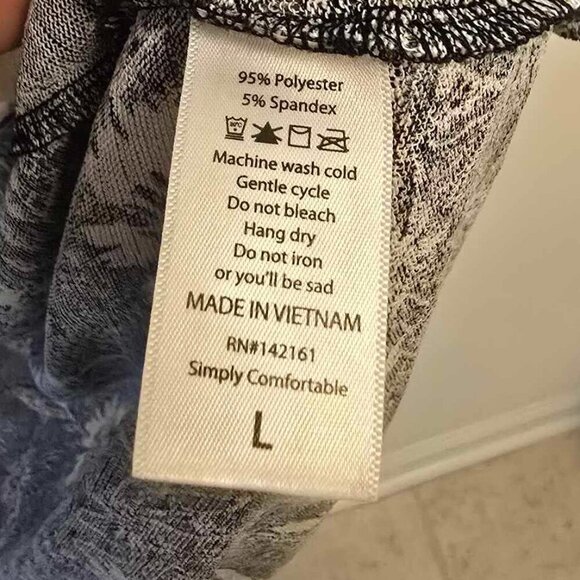 95% Polyester
5% Spandex
Machine wash cold
Gentle cycle
Do not bleach
Hang dry
Do not iron
or you'll be sad
MADE IN VIETNAM
RN#142161
Simply Comfortable
L